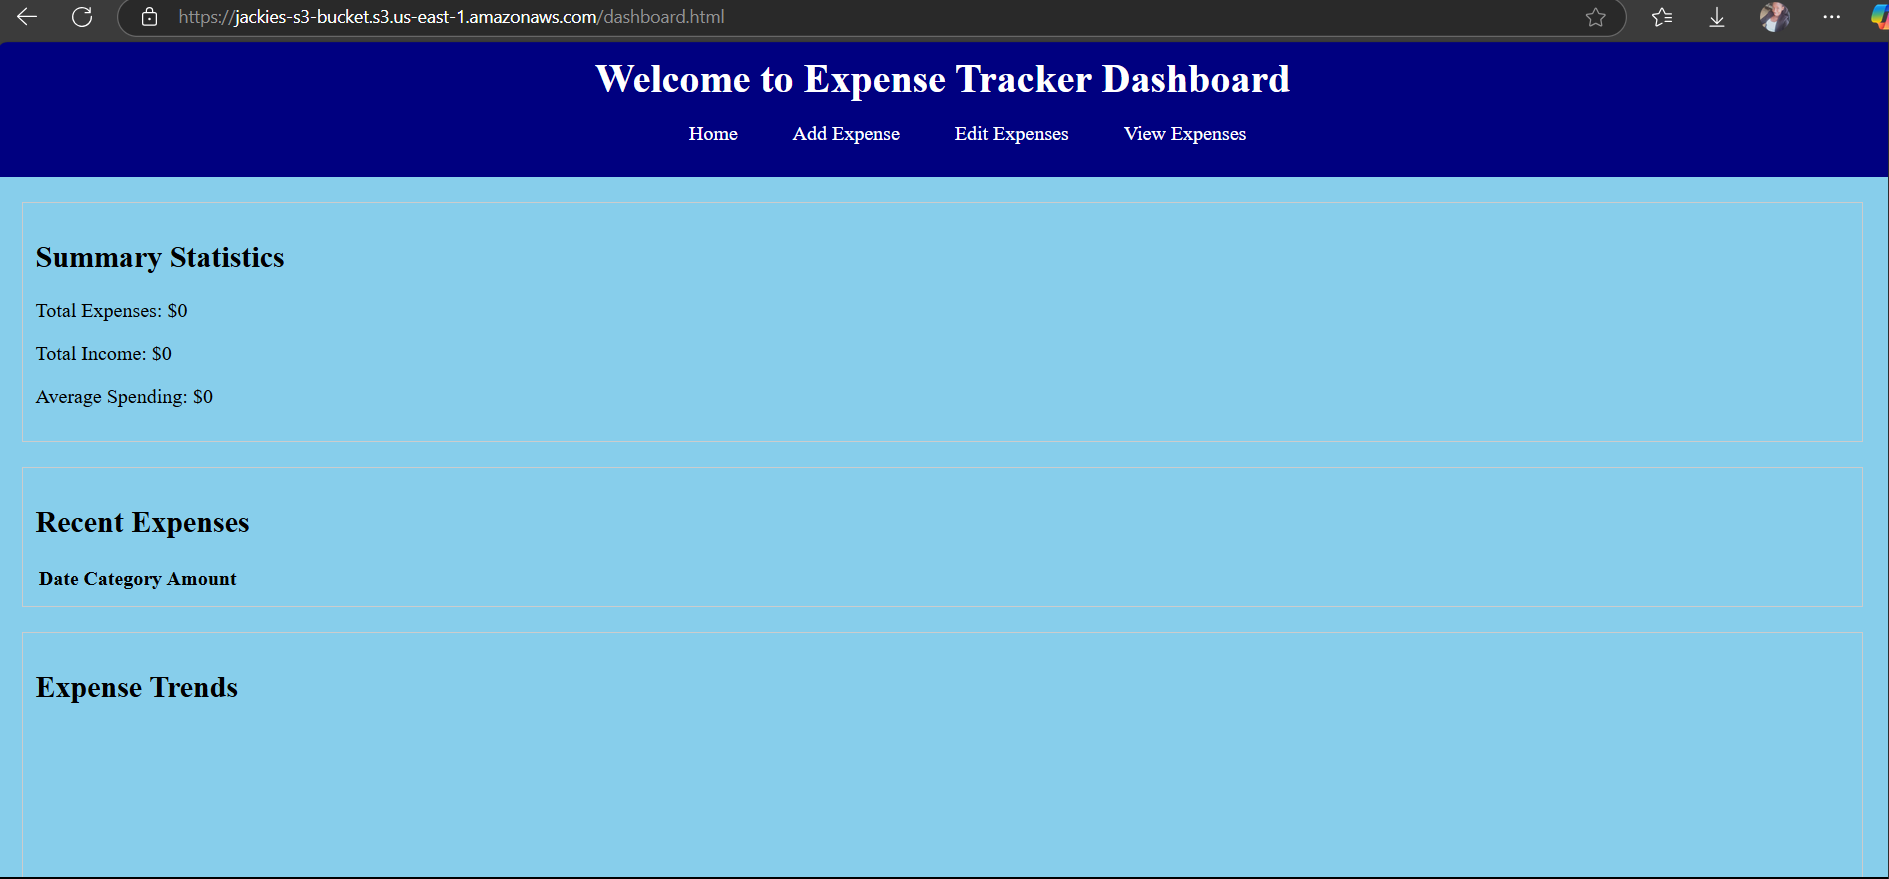 https://jackies-s3-bucket.s3.us-east-1.amazonaws.com/dashboard.html
Welcome to Expense Tracker Dashboard
Home Add Expense Edit Expenses View Expenses
Summary Statistics
Total Expenses: $0
Total Income: $0
Average Spending: $0
Recent Expenses
Date Category Amount
Expense Trends